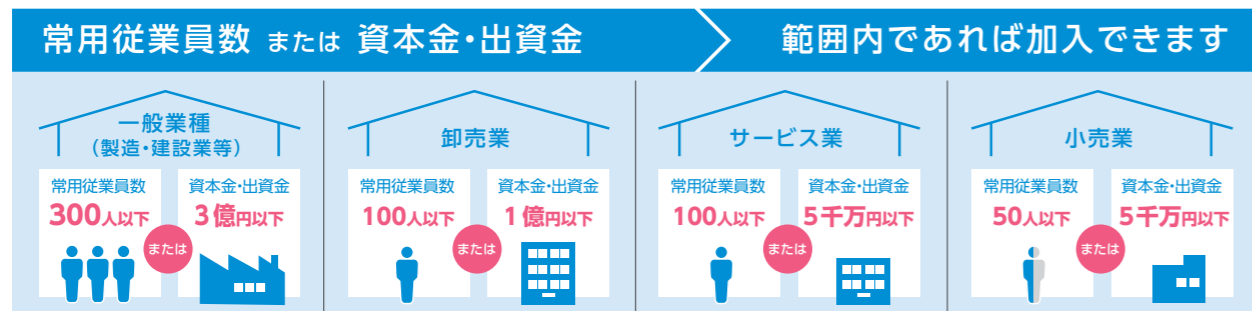 常用従業員数 または 資本金・出資金
範囲内であれば加入できます
一般業種
（製造・建設業等）
常用従業員数
300人以下
または
資本金・出資金
3億円以下
卸売業
常用従業員数
100人以下
または
資本金・出資金
1億円以下
サービス業
常用従業員数
100人以下
または
資本金・出資金
5千万円以下
小売業
常用従業員数
50人以下
または
資本金・出資金
5千万円以下